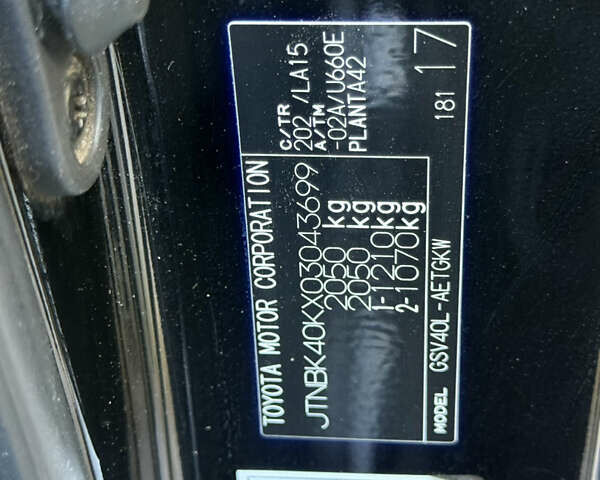 TOYOTA MOTOR CORPORATION
JTNBK40KX03043699
2050 kg
2050 kg
1-1210kg
2-1070kg
MODEL GSV40L-AETGKW
C/TR
202 /LA15
A/TM
-02A/U660E
PLANTA42
181 17